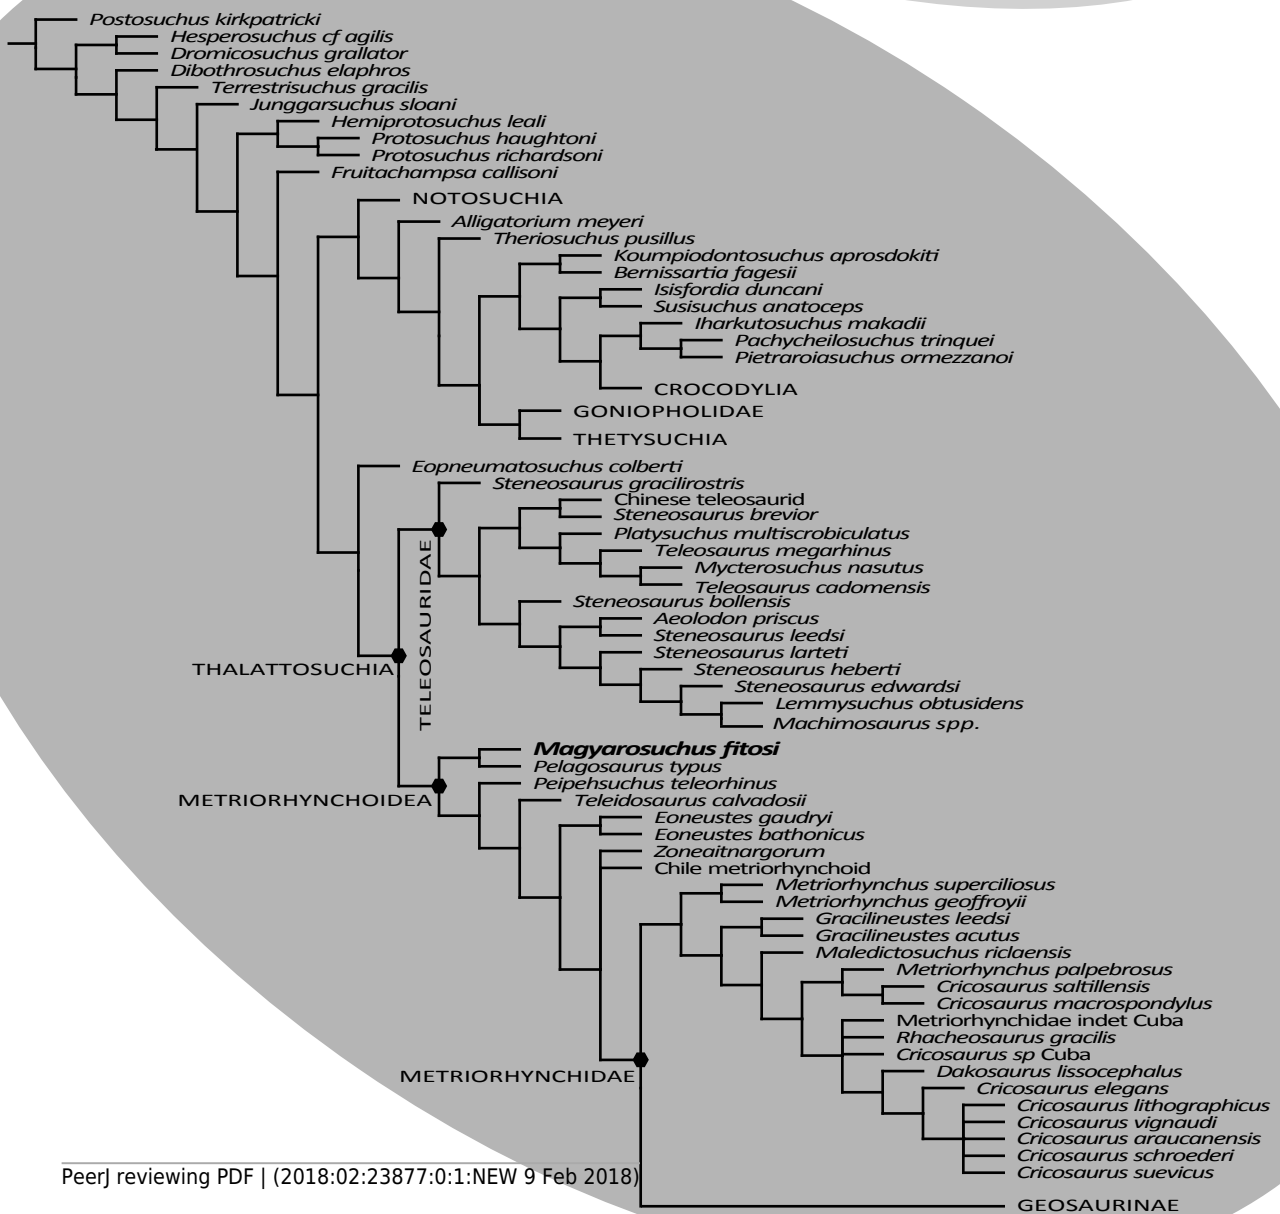 Postosuchus kirkpatricki
Hesperosuchus cf agilis
Dromicosuchus grallator
Dibothrosuchus elaphros
Terrestrisuchus gracilis
Junggarsuchus sloani
Hemiprotosuchus leali
Protosuchus haughtoni
Protosuchus richardsoni
Fruitachampsa callisoni
NOTOSUCHIA
Alligatorium meyeri
Theriosuchus pusillus
Koumpiodontosuchus aprosdokiti
Bernissartia fagesii
Isisfordia duncani
Susisuchus anatoceps
Iharkutosuchus makadii
Pachycheilosuchus trinquei
Pietraroiasuchus ormezzanoi
CROCODYLIA
GONIOPHOLIDAE
THETYSUCHIA
Eopneumatosuchus colberti
Steneosaurus gracilirostris
Chinese teleosaurid
Steneosaurus brevior
Platysuchus multiscrobiculatus
Teleosaurus megarhinus
Mycterosuchus nasutus
Teleosaurus cadomensis
Steneosaurus bollensis
Aeolodon priscus
Steneosaurus leedsi
Steneosaurus larteti
Steneosaurus heberti
Steneosaurus edwardsi
Lemmysuchus obtusidens
Machimosaurus spp.
TELEOSAURIDAE
THALATTOSUCHIA
Magyarosuchus fitosi
Pelagosaurus typus
Peipehsuchus teleorhinus
METRIORHYNCHOIDEA
Teleidosaurus calvadosii
Eoneustes gaudryi
Eoneustes bathonicus
Zoneaitnargorum
Chile metriorhynchoid
Metriorhynchus superciliosus
Metriorhynchus geoffroyii
Gracilineustes leedsi
Gracilineustes acutus
Maledictosuchus riclaensis
Metriorhynchus palpebrosus
Cricosaurus saltillensis
Cricosaurus macrospondylus
Metriorhynchidae indet Cuba
Rhacheosaurus gracilis
Cricosaurus sp Cuba
Dakosaurus lissocephalus
METRIORHYNCHIDAE
Cricosaurus elegans
Cricosaurus lithographicus
Cricosaurus vignaudi
Cricosaurus araucanensis
Cricosaurus schroederi
Cricosaurus suevicus
PeerJ reviewing PDF | (2018:02:23877:0:1:NEW 9 Feb 2018)
GEOSAURINAE